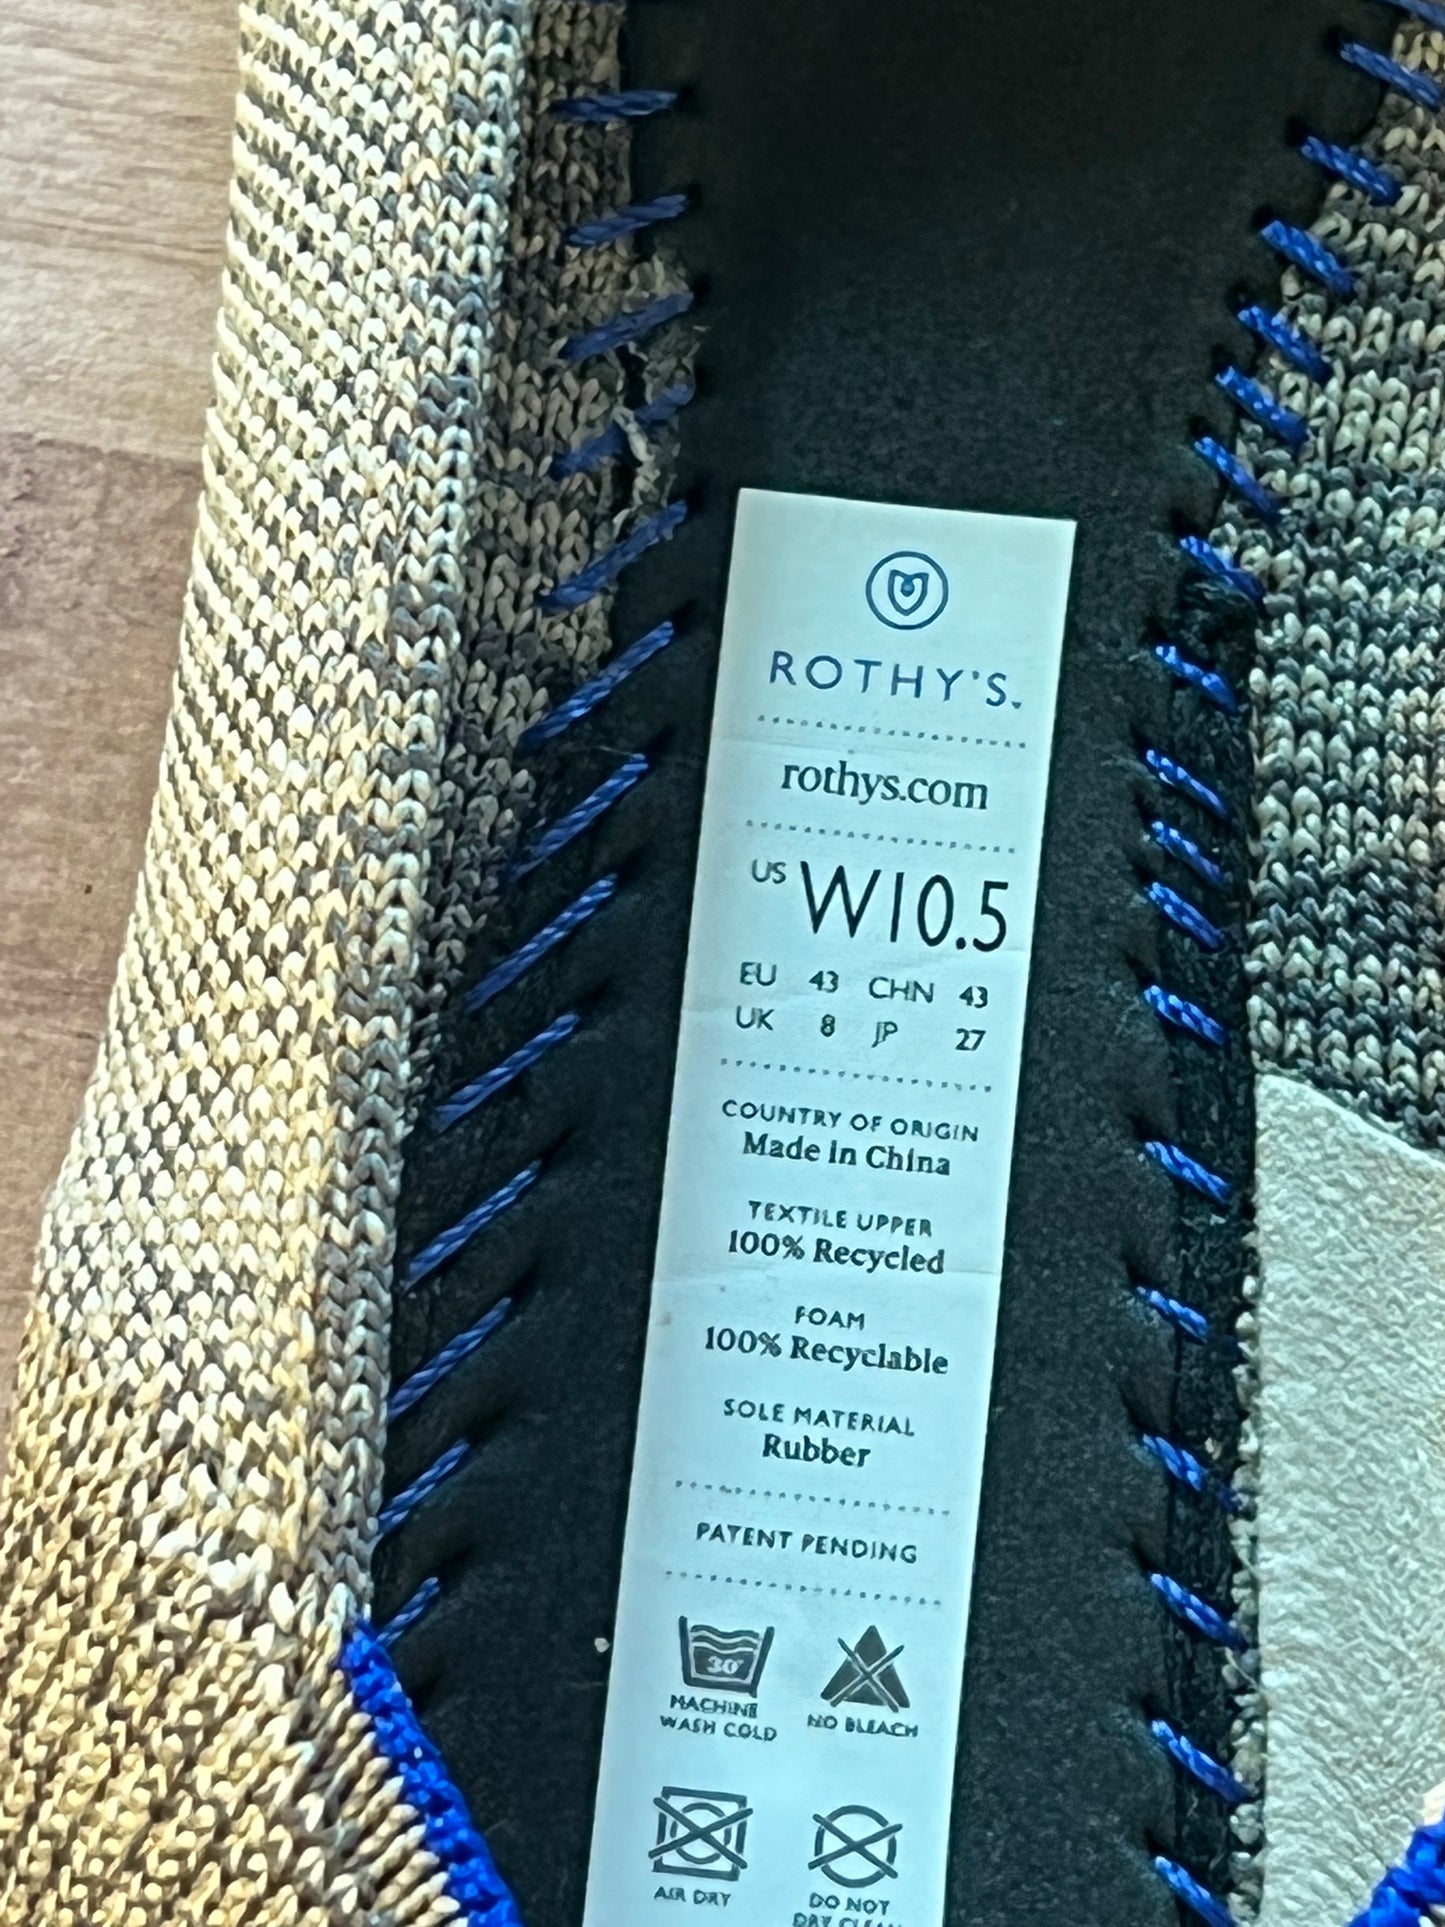 ROTHY'S
rothys.com
US W10.5
EU 43 CHN 43
UK 8 JP 27
COUNTRY OF ORIGIN
Made in China
TEXTILE UPPER
100% Recycled
FOAM
100% Recyclable
SOLE MATERIAL
Rubber
PATENT PENDING
30°
MACHINE
WASH COLD
NO BLEACH
AIR DRY
DO NOT
DRY CLEAN